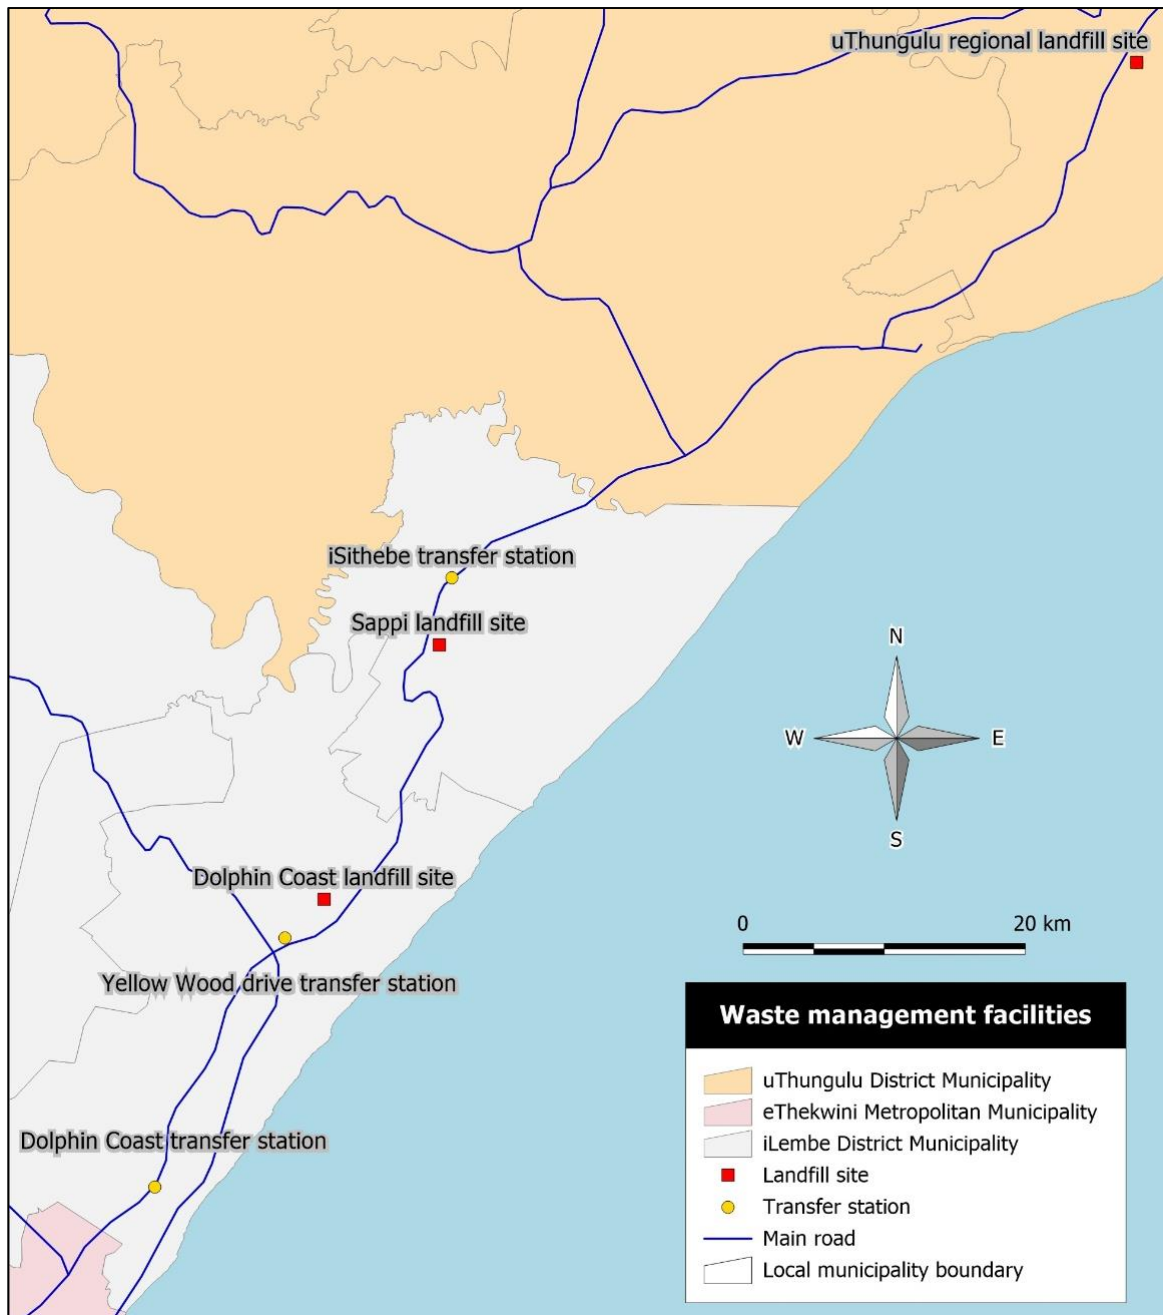 uThungulu regional landfill site
iSithebe transfer station
Sappi landfill site
N
W
E
S
Dolphin Coast landfill site
0
20 km
Yellow Wood drive transfer station
Waste management facilities
uThungulu District Municipality
eThekwini Metropolitan Municipality
iLembe District Municipality
Landfill site
Transfer station
Main road
Local municipality boundary
Dolphin Coast transfer station